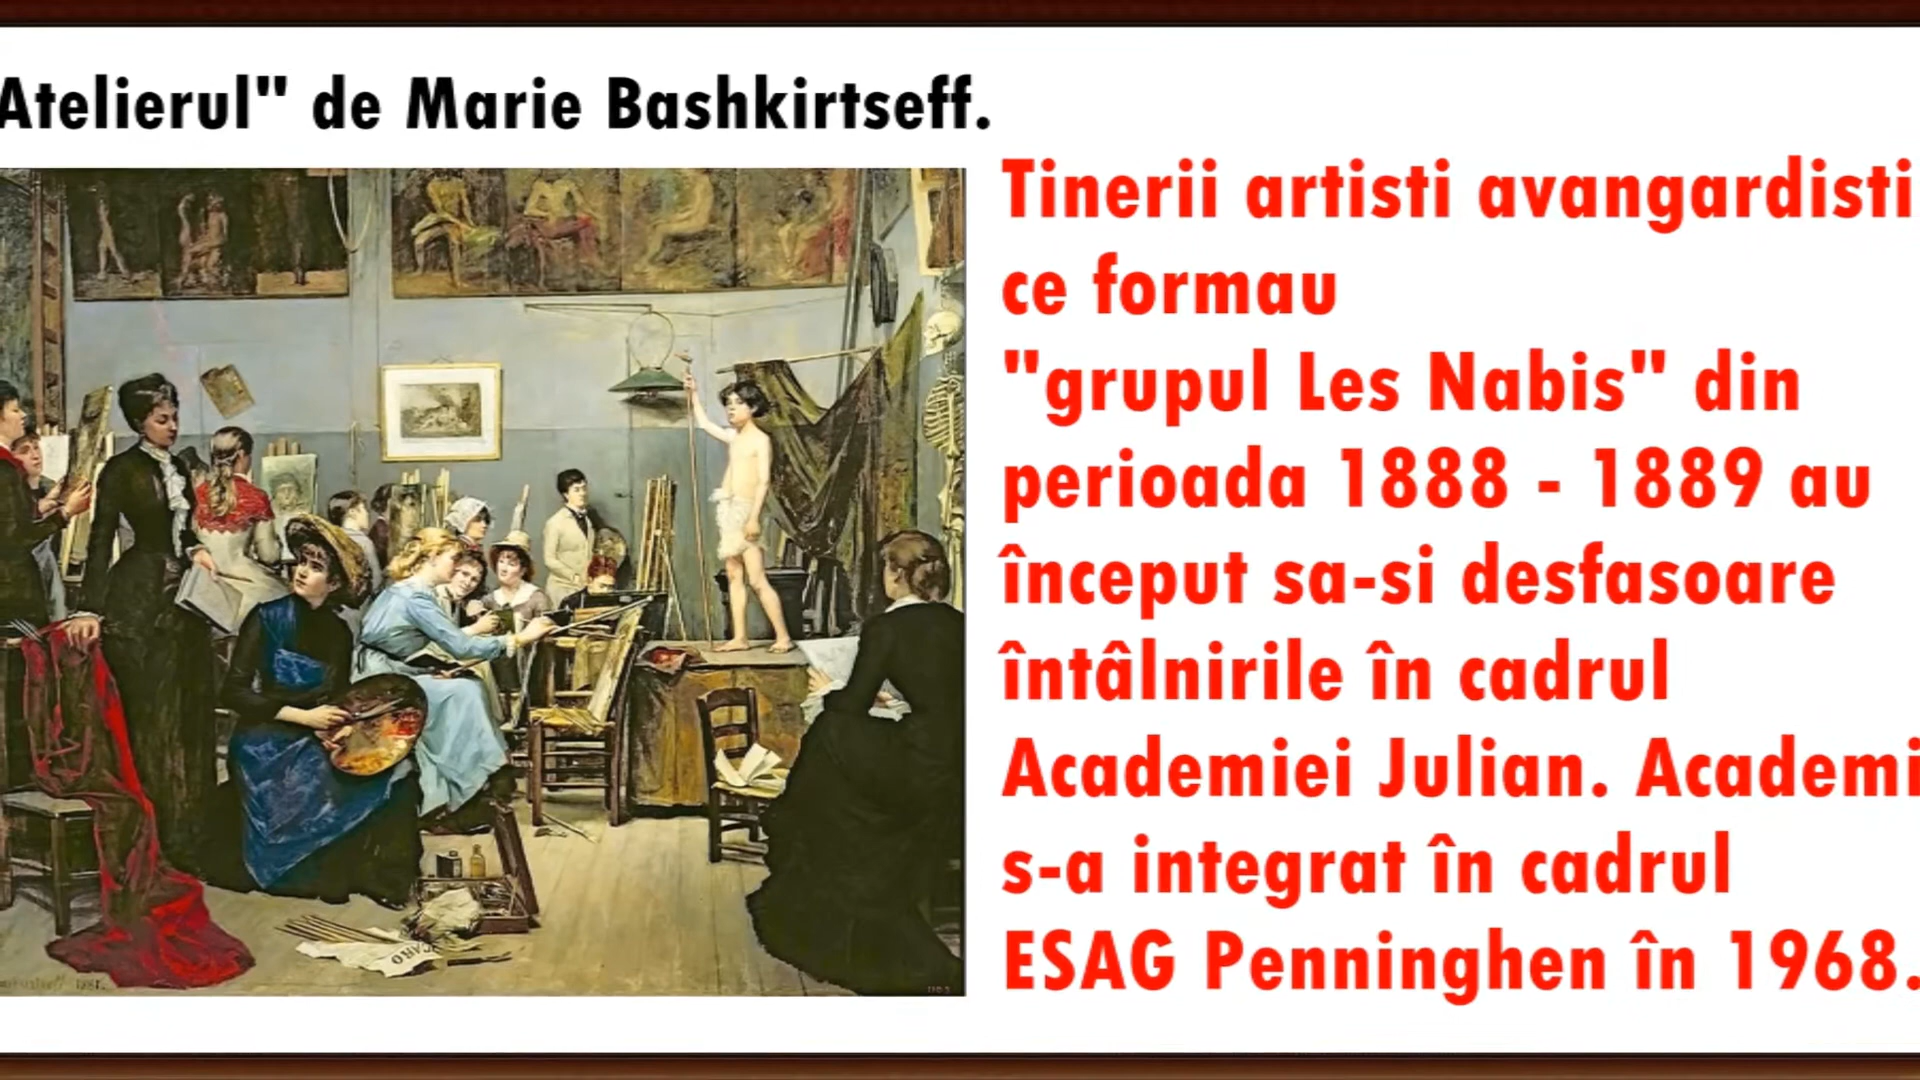 Atelierul" de Marie Bashkirtseff.
Tinerii artisti avangardisti
ce formau
"grupul Les Nabis" din
perioada 1888 - 1889 au
început sa-si desfasoare
întâlnirile în cadrul
Academiei Julian. Academi
s-a integrat în cadrul
ESAG Penninghen în 1968.